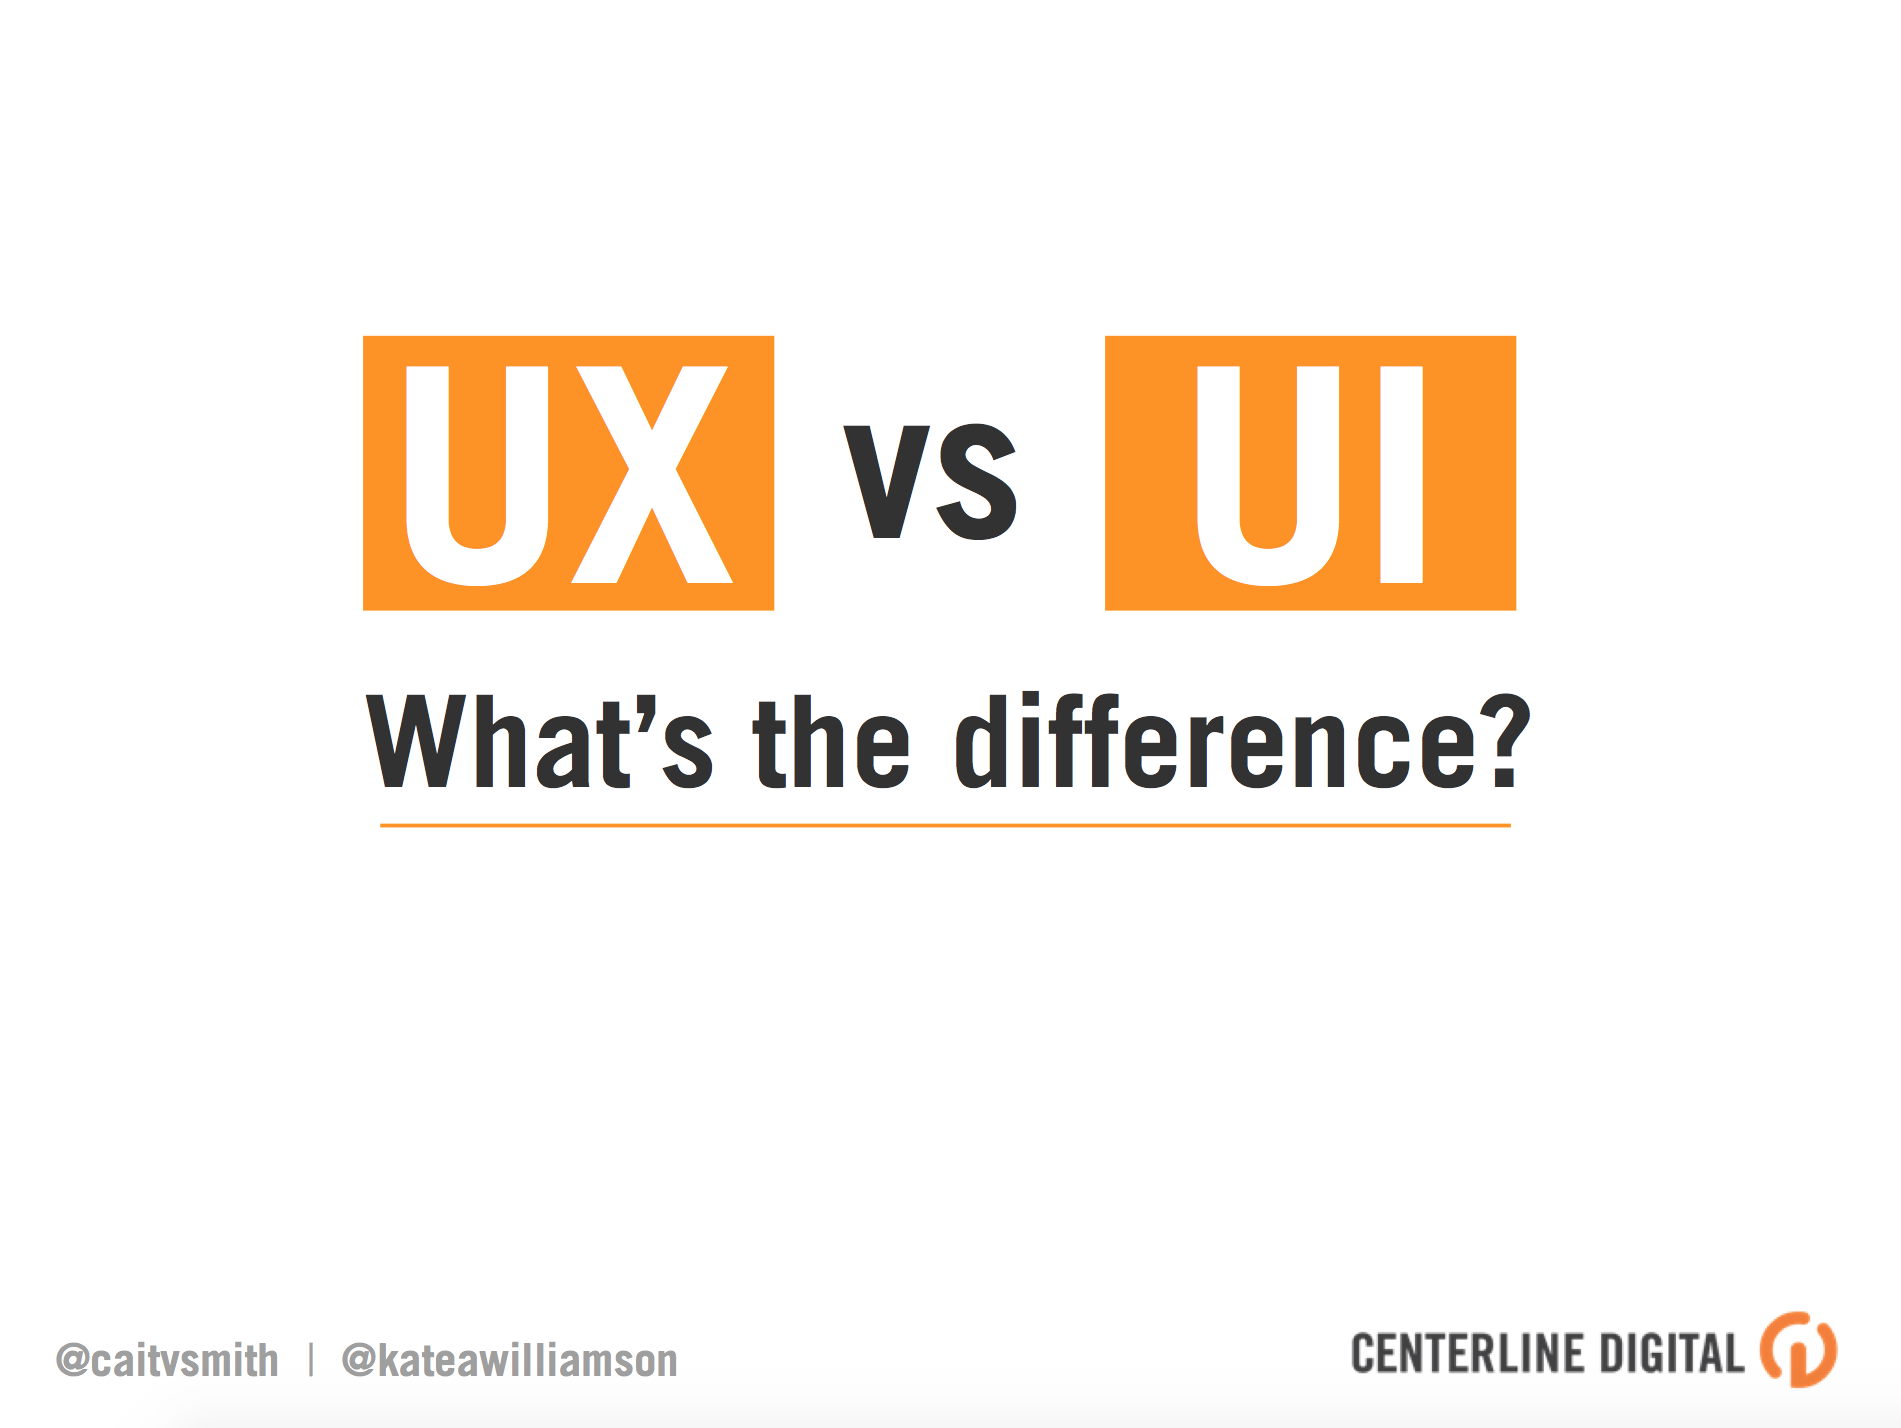 UX vs UI
What’s the difference?
@caitvsmith | @kateawilliamson
CENTERLINE DIGITAL